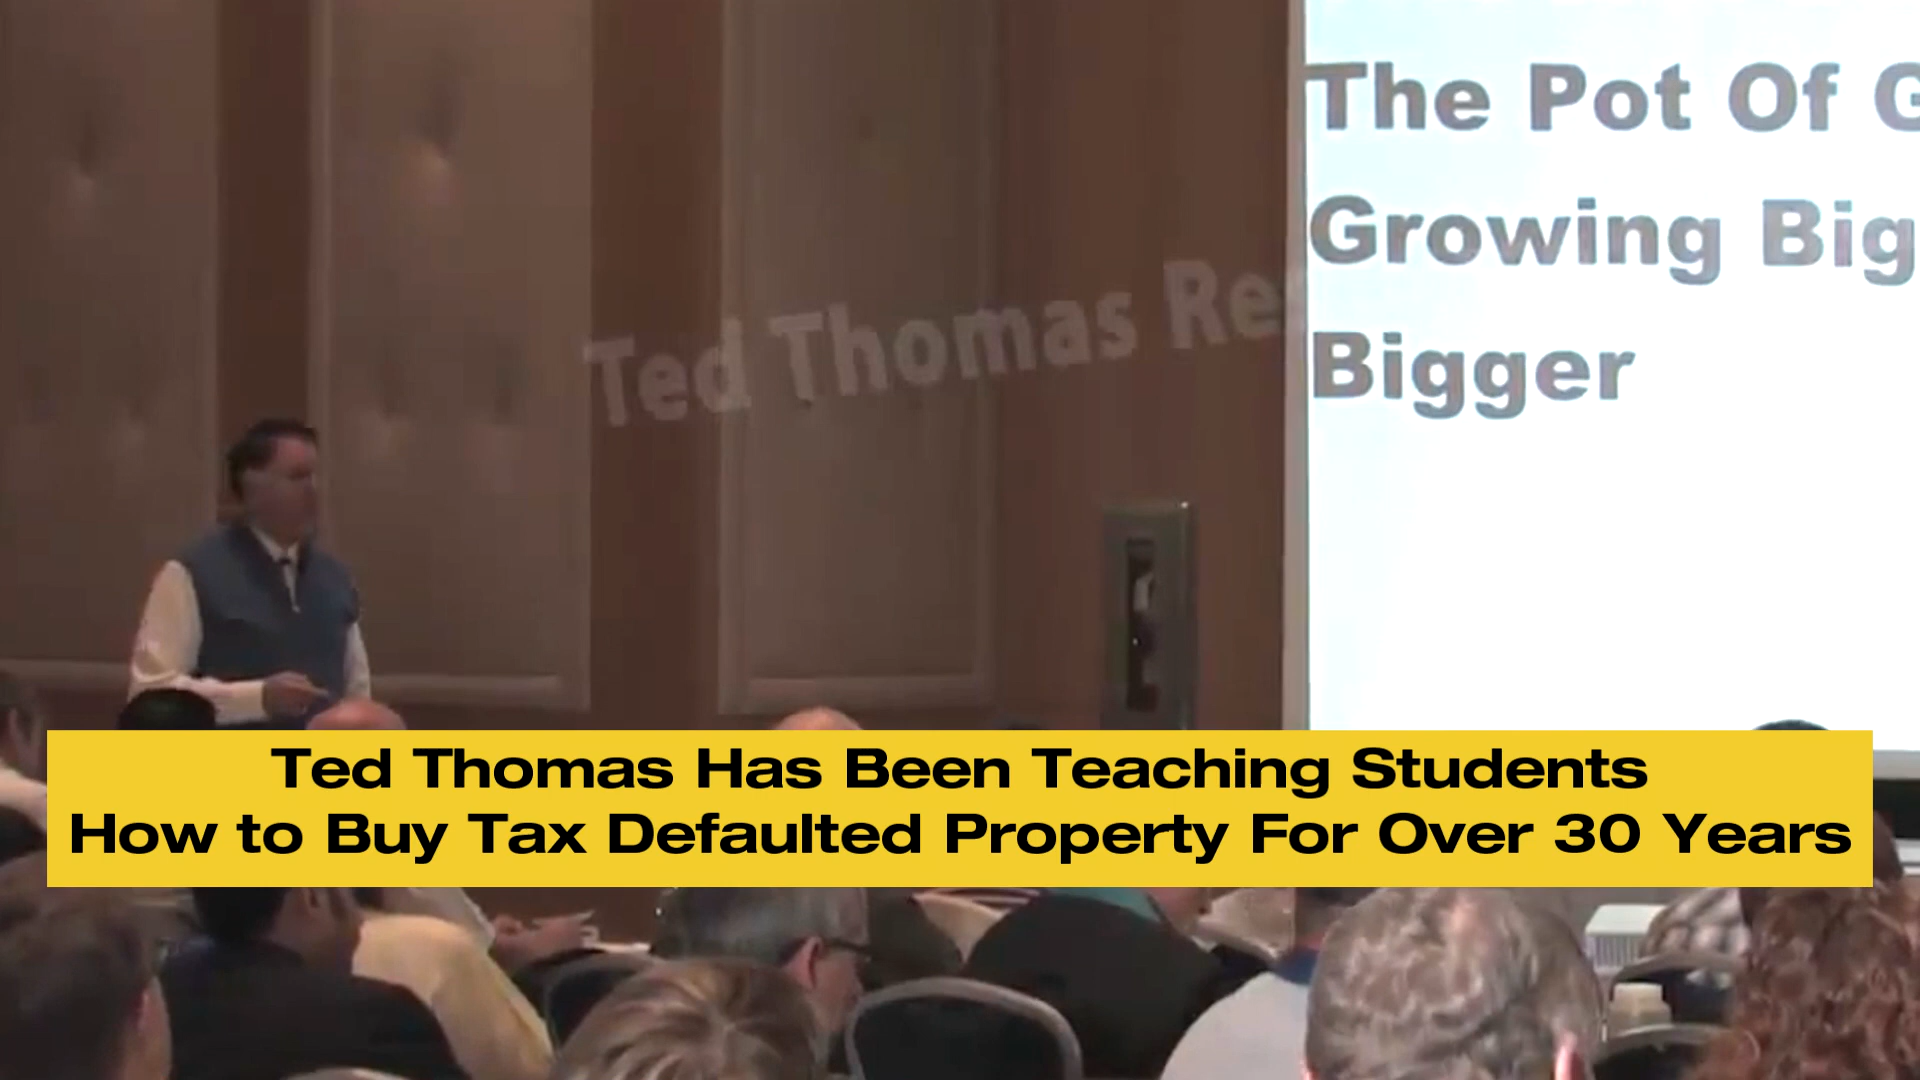 The Pot Of
Growing Big
Bigger
Ted Thomas
Ted Thomas Has Been Teaching Students
How to Buy Tax Defaulted Property For Over 30 Years